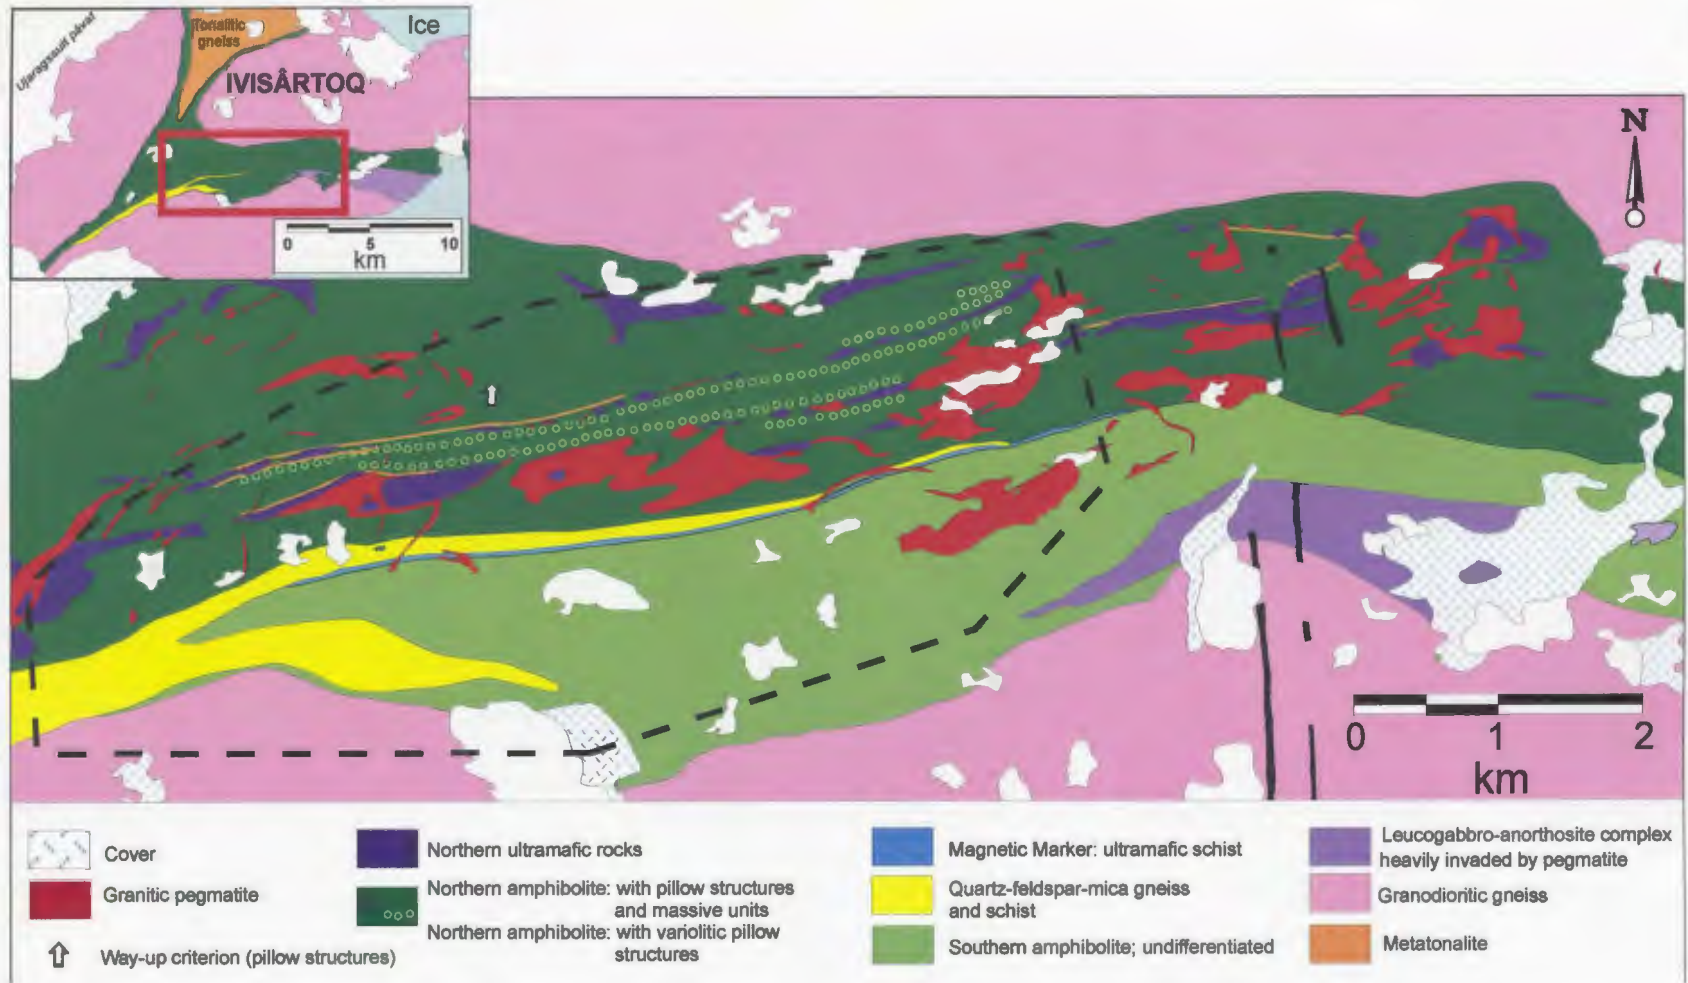 Tonalitic
gneiss
Ice
Ujaragssuit pâvat
IVISÂRTOQ
0 5 10
km
N
0 1 2
km
Cover
Granitic pegmatite
Way-up criterion (pillow structures)
Northern ultramafic rocks
Northern amphibolite: with pillow structures
and massive units
Northern amphibolite: with variolitic pillow
structures
Magnetic Marker: ultramafic schist
Quartz-feldspar-mica gneiss
and schist
Southern amphibolite; undifferentiated
Leucogabbro-anorthosite complex
heavily invaded by pegmatite
Granodioritic gneiss
Metatonalite